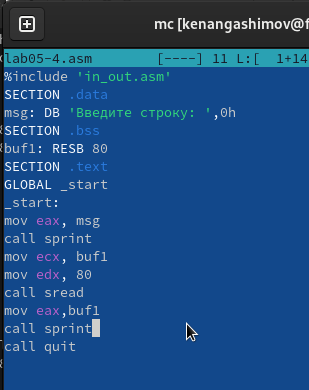 mc [kenangashimov@f
lab05-4.asm [----] 11 L:[ 1+14
%include 'in_out.asm'
SECTION .data
msg: DB 'Введите строку: ',0h
SECTION .bss
buf1: RESB 80
SECTION .text
GLOBAL _start
_start:
mov eax, msg
call sprint
mov ecx, buf1
mov edx, 80
call sread
mov eax,buf1
call sprint
call quit